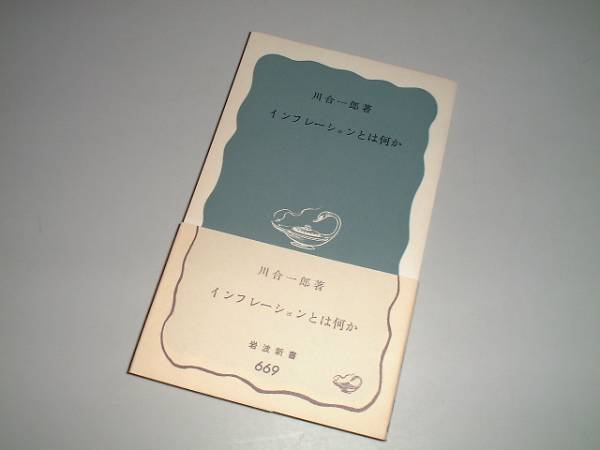 川合一郎著
インフレーションとは何か
川合一郎著
インフレーションとは何か
岩波新書
669